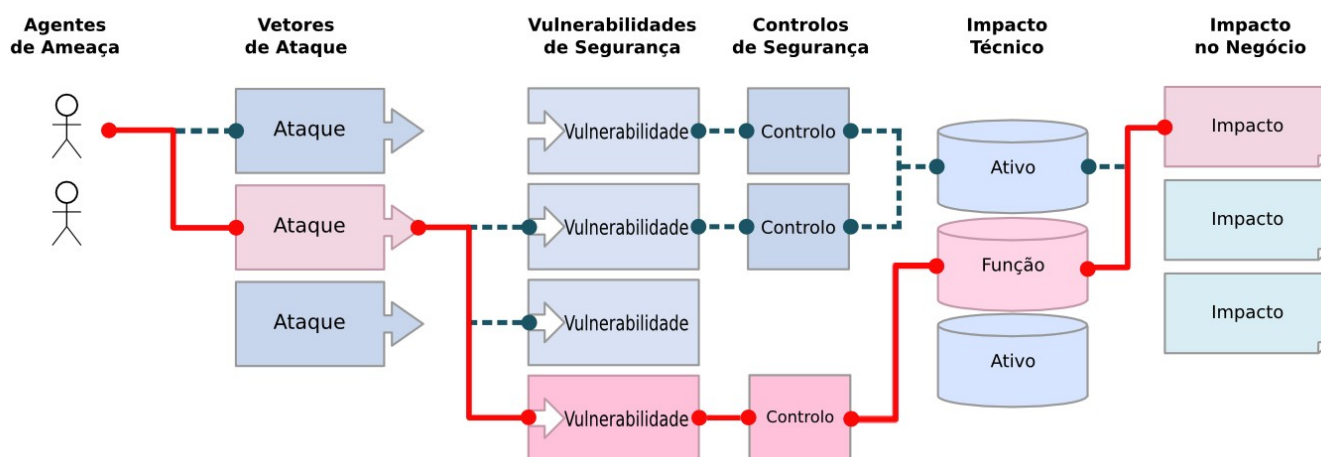 Agentes
de Ameaça
Vetores
de Ataque
Vulnerabilidades
de Segurança
Controlos
de Segurança
Impacto
Técnico
Impacto
no Negócio
Ataque
Vulnerabilidade
Controlo
Ativo
Impacto
Ataque
Vulnerabilidade
Controlo
Função
Impacto
Ataque
Vulnerabilidade
Ativo
Impacto
Vulnerabilidade
Controlo